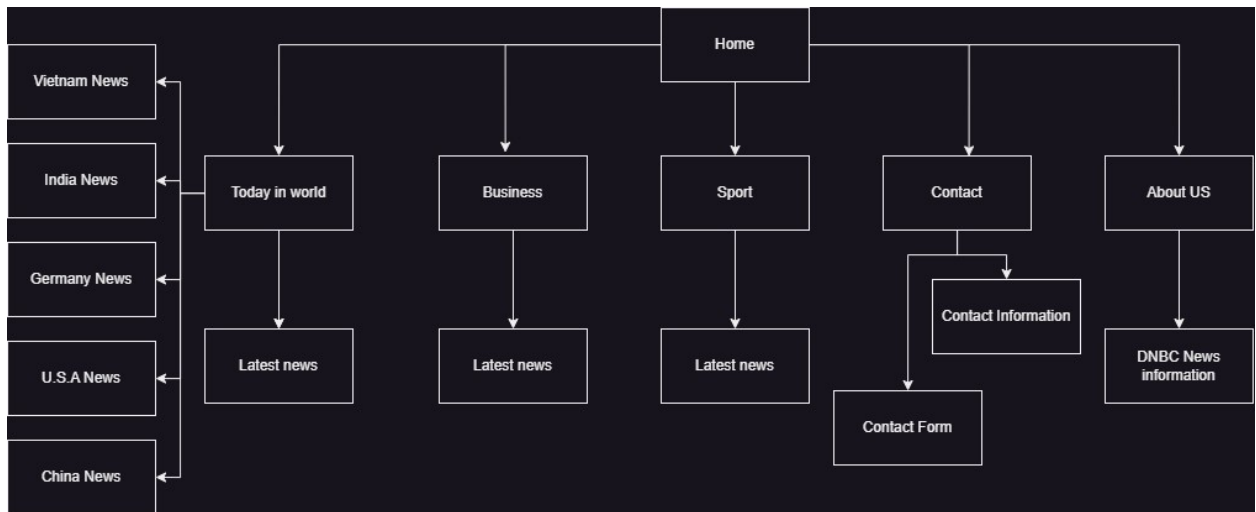 Home
Vietnam News
India News
Germany News
U.S.A News
China News
Today in world
Business
Sport
Contact
About US
Latest news
Latest news
Latest news
Contact Information
Contact Form
DNBC News
information